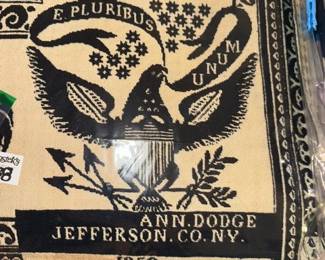 E.PLURIBUS
UNUM
ANN.DODGE
JEFFERSON.CO.NY.